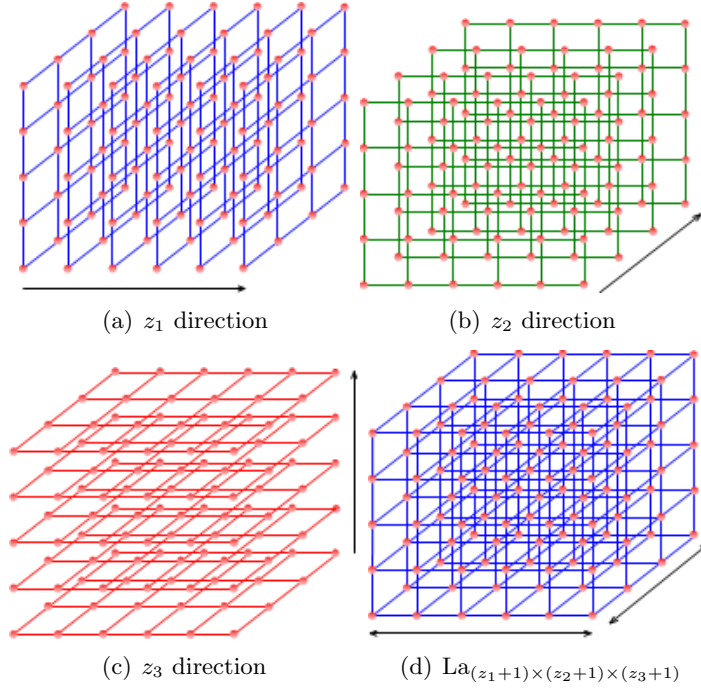 (a) z₁ direction
(b) z₂ direction
(c) z₃ direction
(d) La₍z₁₊₁₎×₍z₂₊₁₎×₍z₃₊₁₎